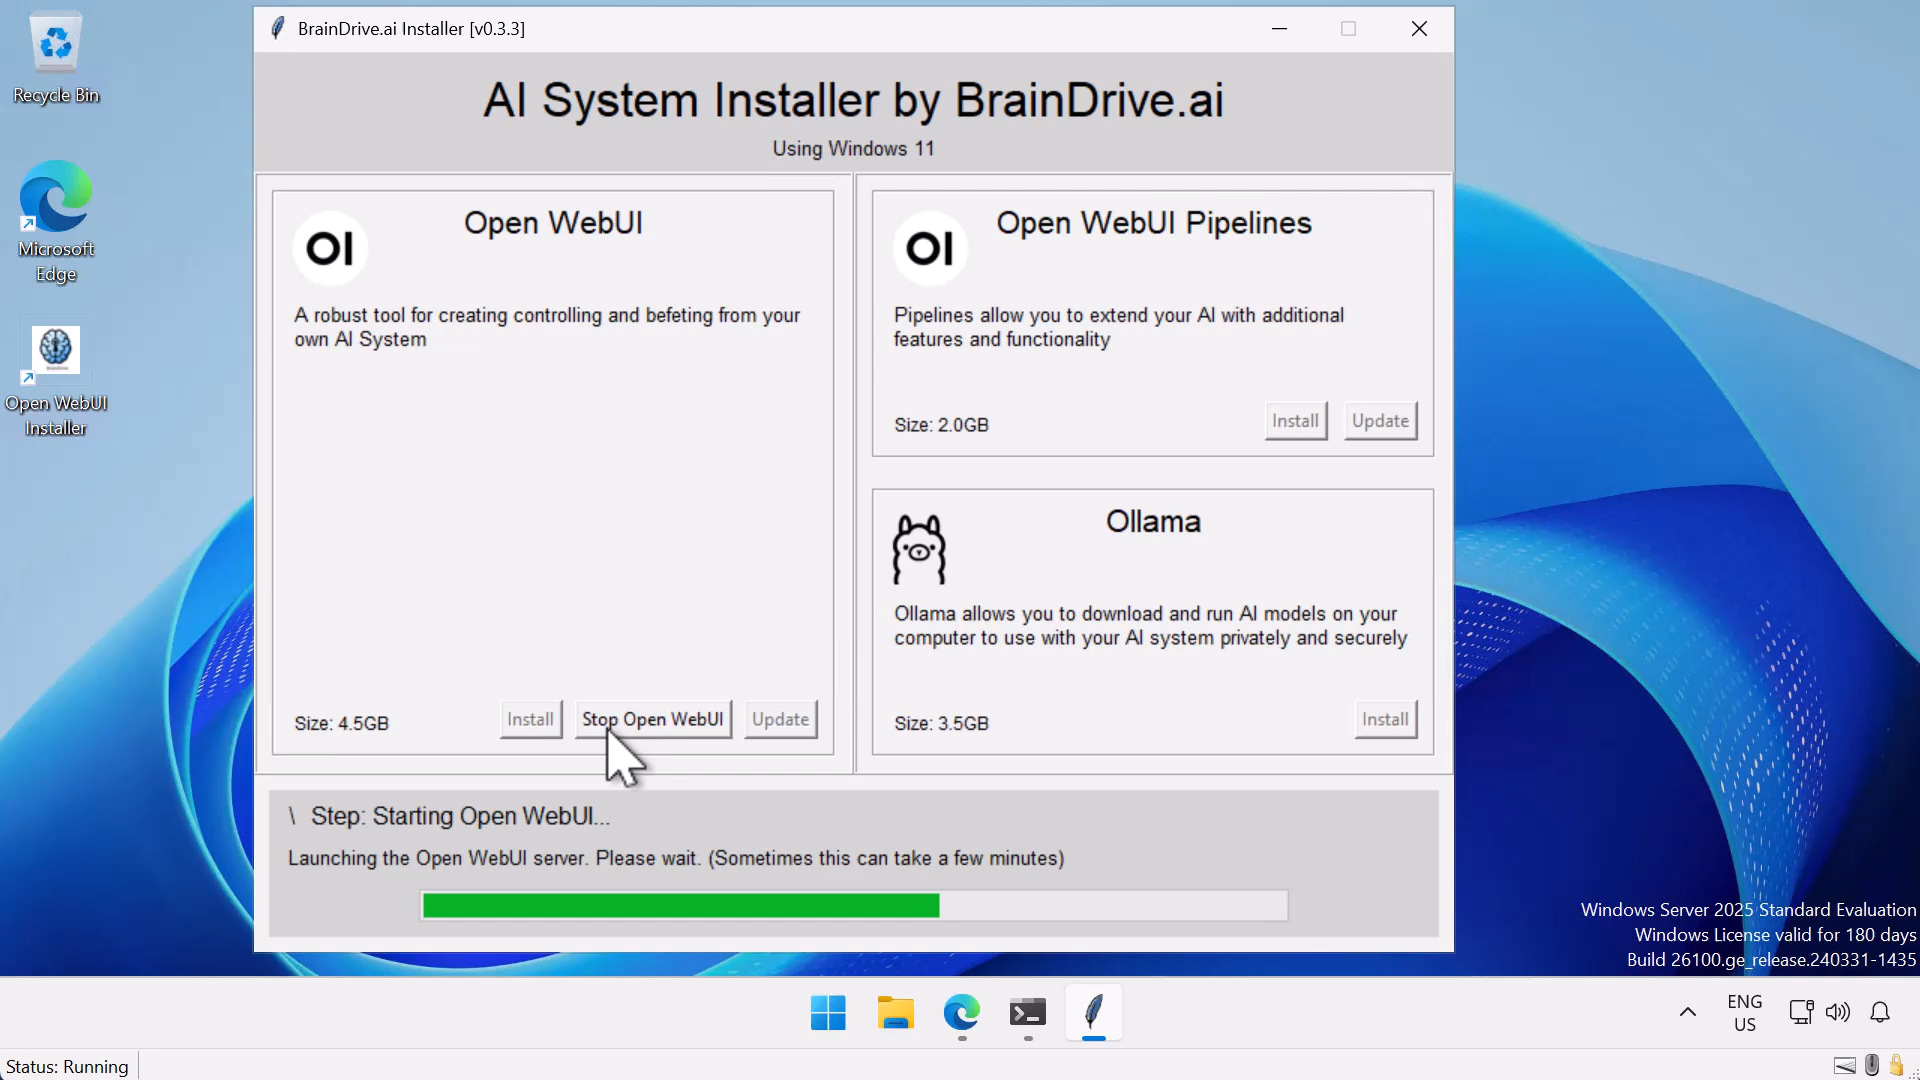 Recycle Bin
Microsoft
Edge
Open WebUI
Installer
BrainDrive.ai Installer [v0.3.3]
AI System Installer by BrainDrive.ai
Using Windows 11
OI
Open WebUI
A robust tool for creating controlling and befeting from your
own AI System
Size: 4.5GB
Install
Stop Open WebUI
Update
OI
Open WebUI Pipelines
Pipelines allow you to extend your AI with additional
features and functionality
Size: 2.0GB
Install
Update
Ollama
Ollama allows you to download and run AI models on your
computer to use with your AI system privately and securely
Size: 3.5GB
Install
\ Step: Starting Open WebUI...
Launching the Open WebUI server. Please wait. (Sometimes this can take a few minutes)
Windows Server 2025 Standard Evaluation
Windows License valid for 180 days
Build 26100.ge_release.240331-1435
ENG
US
Status: Running